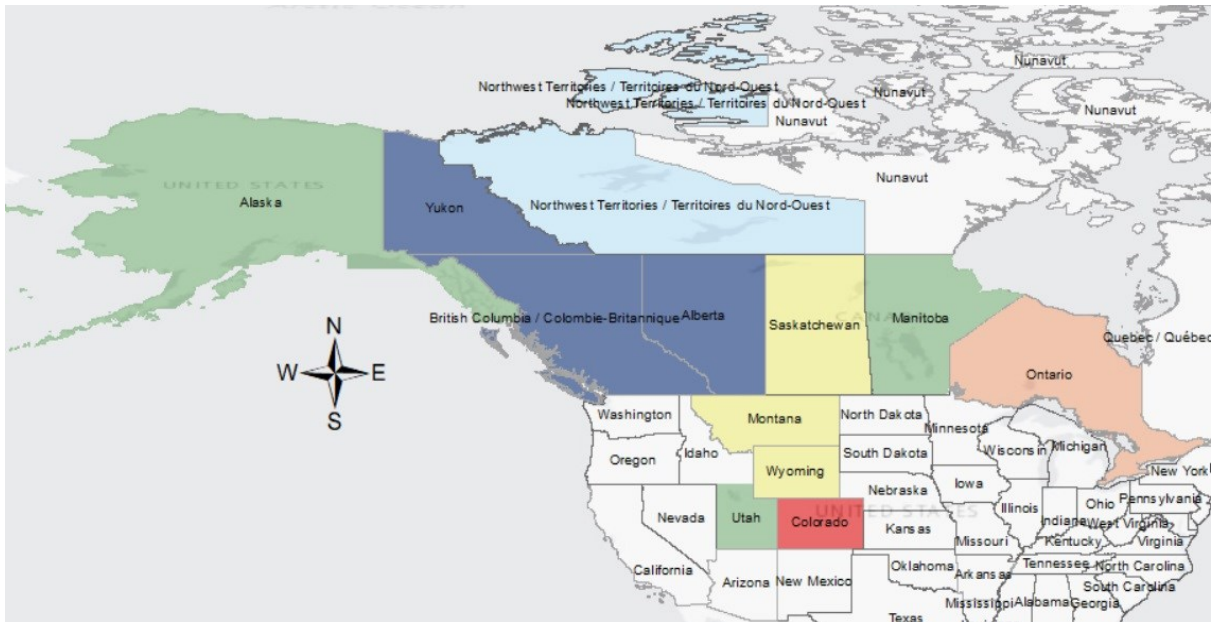 Nunavut
Northwest Territories / Territoires du Nord-Ouest
Nunavut
Northwest Territories / Territoires du Nord-Ouest
Nunavut
Nunavut
Nunavut
UNITED STATES
Alaska
Yukon
Northwest Territories / Territoires du Nord-Ouest
British Columbia / Colombie-Britannique
Alberta
Saskatchewan
Manitoba
Quebec / Québec
Ontario
N
W
E
S
Washington
Montana
North Dakota
Minnesota
Wisconsin
Michigan
Oregon
Idaho
South Dakota
Wyoming
New York
Iowa
Nebraska
Illinois
Indiana
Ohio
Pennsylvania
UNITED STATES
Nevada
Utah
Colorado
Kansas
Missouri
Kentucky
West Virginia
Virginia
California
Arizona
New Mexico
Oklahoma
Arkansas
Tennessee
North Carolina
South Carolina
Texas
Mississippi
Alabama
Georgia